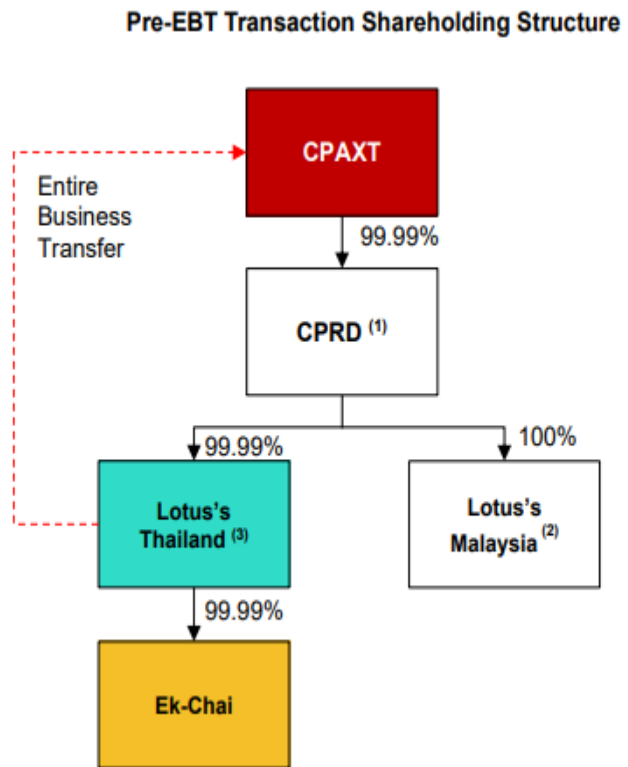 Pre-EBT Transaction Shareholding Structure
CPAXT
Entire
Business
Transfer
99.99%
CPRD (1)
99.99%
100%
Lotus's
Thailand (3)
Lotus's
Malaysia (2)
99.99%
Ek-Chai